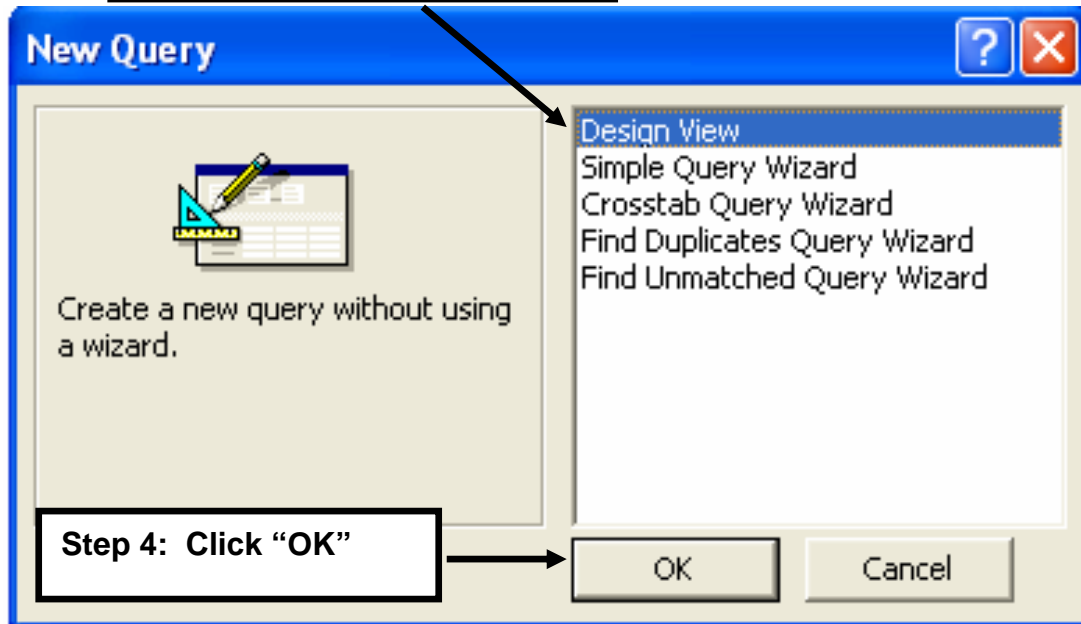 New Query
Design View
Simple Query Wizard
Crosstab Query Wizard
Find Duplicates Query Wizard
Find Unmatched Query Wizard
Create a new query without using
a wizard.
Step 4:  Click “OK”
OK
Cancel